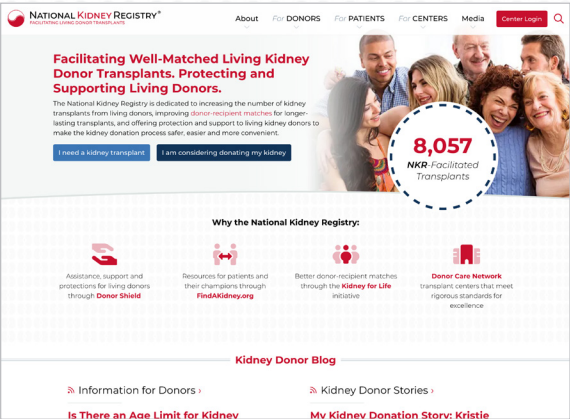 NATIONAL KIDNEY REGISTRY®
FACILITATING LIVING DONOR TRANSPLANTS
About For DONORS For PATIENTS For CENTERS Media Center Login
Facilitating Well-Matched Living Kidney
Donor Transplants. Protecting and
Supporting Living Donors.
The National Kidney Registry is dedicated to increasing the number of kidney
transplants from living donors, improving donor-recipient matches for longer-
lasting transplants, and offering protection and support to living kidney donors to
make the kidney donation process safer, easier and more convenient.
I need a kidney transplant I am considering donating my kidney
8,057
NKR-Facilitated
Transplants
Why the National Kidney Registry:
Assistance, support and
protections for living donors
through Donor Shield
Resources for patients and
their champions through
FindAKidney.org
Better donor-recipient matches
through the Kidney for Life
initiative
Donor Care Network
transplant centers that meet
rigorous standards for
excellence
Kidney Donor Blog
Information for Donors ›
Kidney Donor Stories ›
Is There an Age Limit for Kidney
My Kidney Donation Story: Kristie